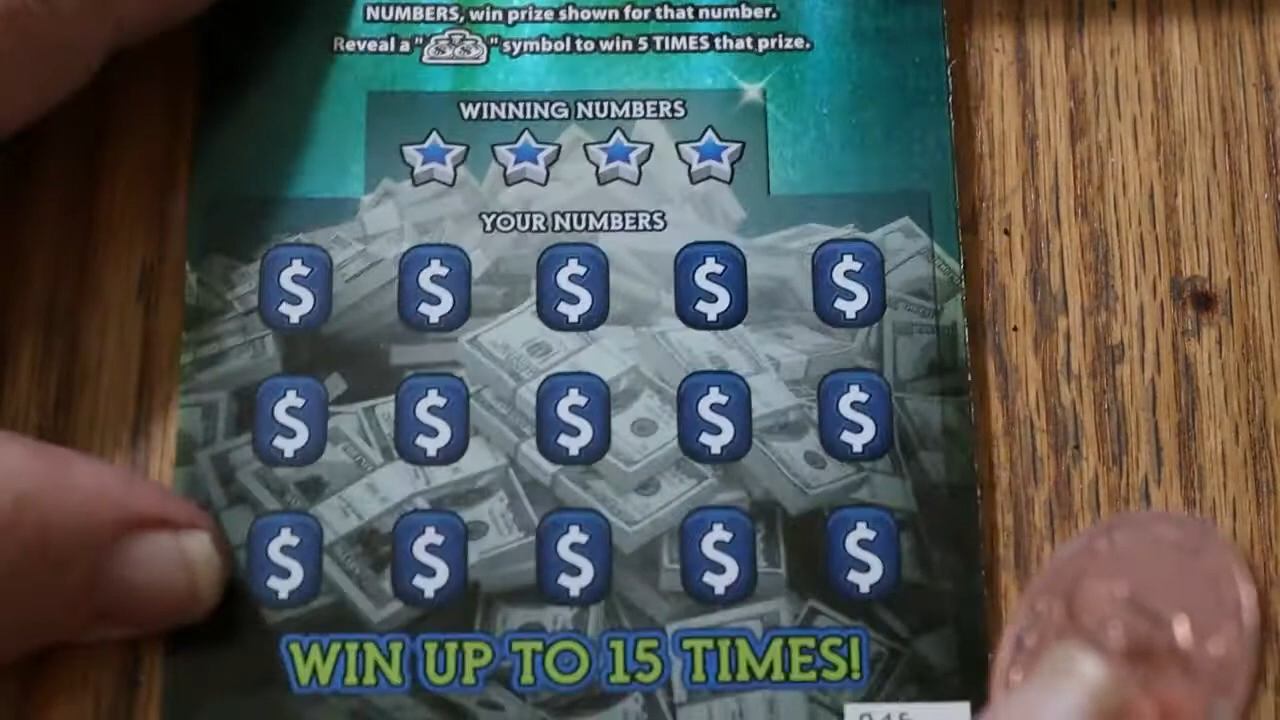 NUMBERS, win prize shown for that number.
Reveal a " " symbol to win 5 TIMES that prize.
WINNING NUMBERS
YOUR NUMBERS
$ $ $ $ $
$ $ $ $ $
$ $ $ $ $
WIN UP TO 15 TIMES!